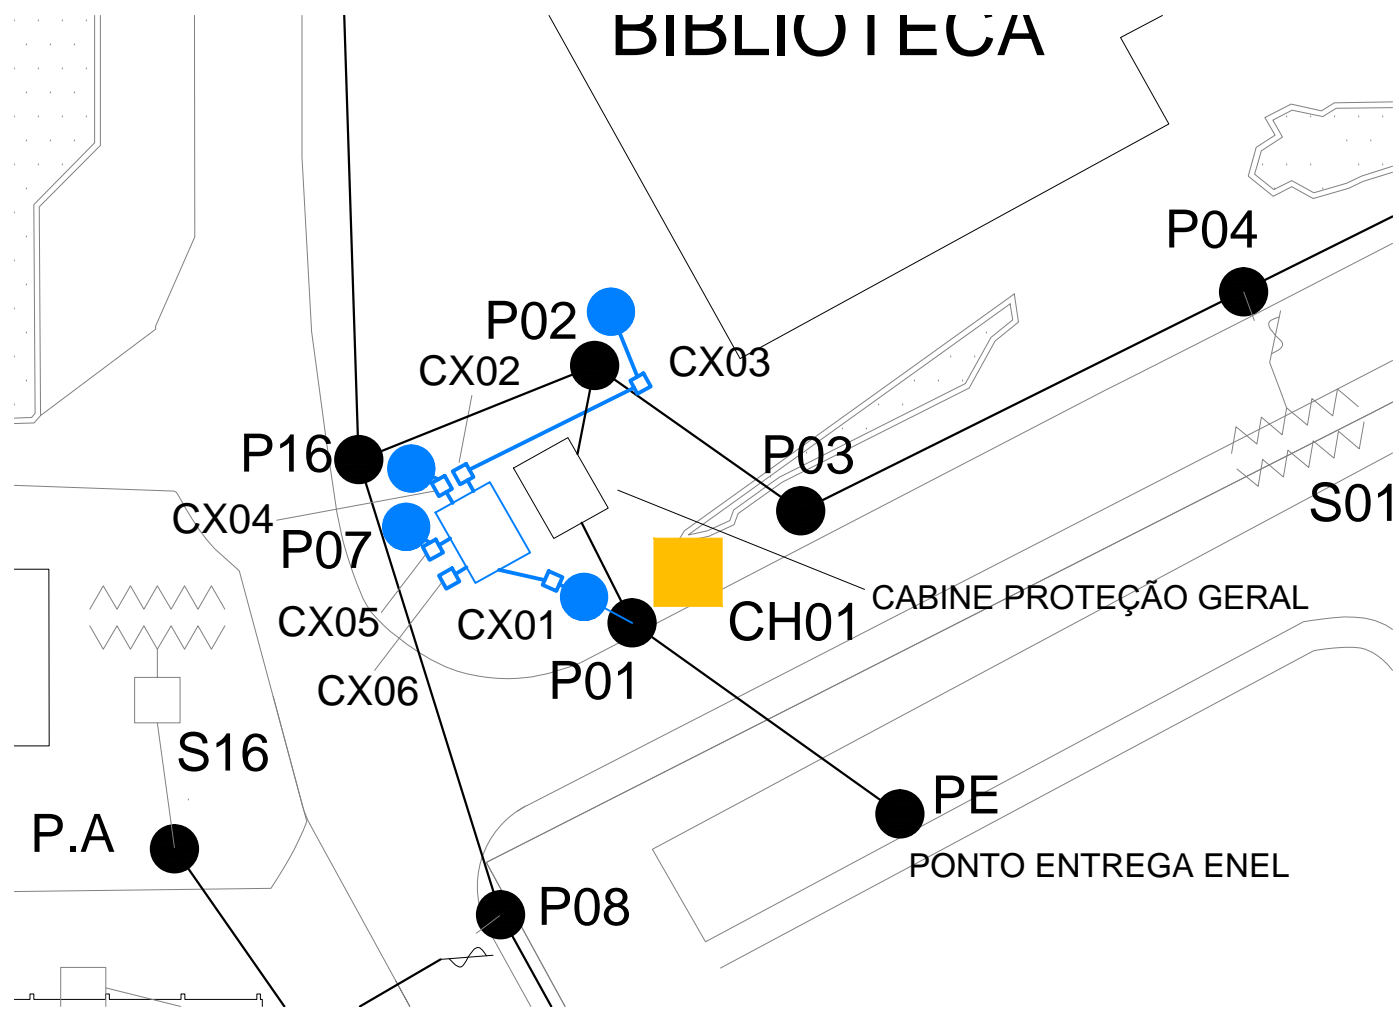 BIBLIOTECA
P04
P02
CX03
CX02
P16
P03
S01
CX04
P07
CABINE PROTEÇÃO GERAL
CX05
CX01
CH01
P01
CX06
S16
PE
P.A
PONTO ENTREGA ENEL
P08